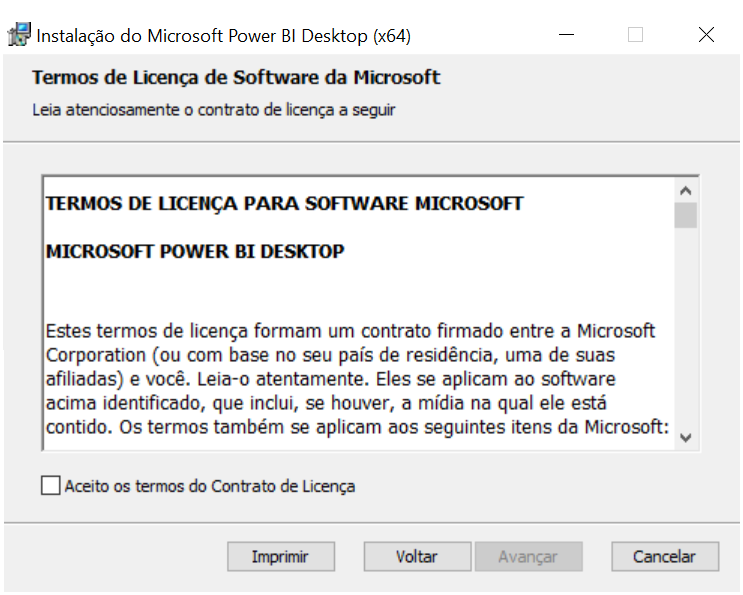 Instalação do Microsoft Power BI Desktop (x64)
Termos de Licença de Software da Microsoft
Leia atenciosamente o contrato de licença a seguir
TERMOS DE LICENÇA PARA SOFTWARE MICROSOFT
MICROSOFT POWER BI DESKTOP
Estes termos de licença formam um contrato firmado entre a Microsoft
Corporation (ou com base no seu país de residência, uma de suas
afiliadas) e você. Leia-o atentamente. Eles se aplicam ao software
acima identificado, que inclui, se houver, a mídia na qual ele está
contido. Os termos também se aplicam aos seguintes itens da Microsoft:
Aceito os termos do Contrato de Licença
Imprimir Voltar Avançar Cancelar